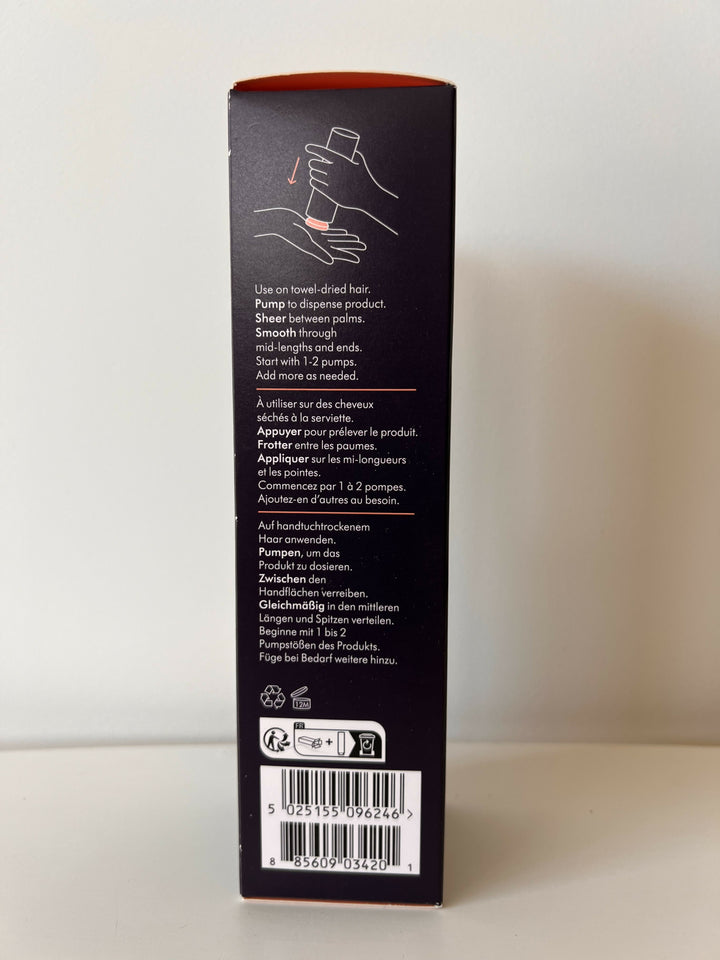 Use on towel-dried hair.
Pump to dispense product.
Sheer between palms.
Smooth through
mid-lengths and ends.
Start with 1-2 pumps.
Add more as needed.
À utiliser sur des cheveux
séchés à la serviette.
Appuyer pour prélever le produit.
Frotter entre les paumes.
Appliquer sur les mi-longueurs
et les pointes.
Commencez par 1 à 2 pompes.
Ajoutez-en d'autres au besoin.
Auf handtuchtrockenem
Haar anwenden.
Pumpen, um das
Produkt zu dosieren.
Zwischen den
Handflächen verreiben.
Gleichmäßig in den mittleren
Längen und Spitzen verteilen.
Beginne mit 1 bis 2
Pumpstößen des Produkts.
Füge bei Bedarf weitere hinzu.
12M
FR
+
5 025155 096246 >
8 85609 03420 1